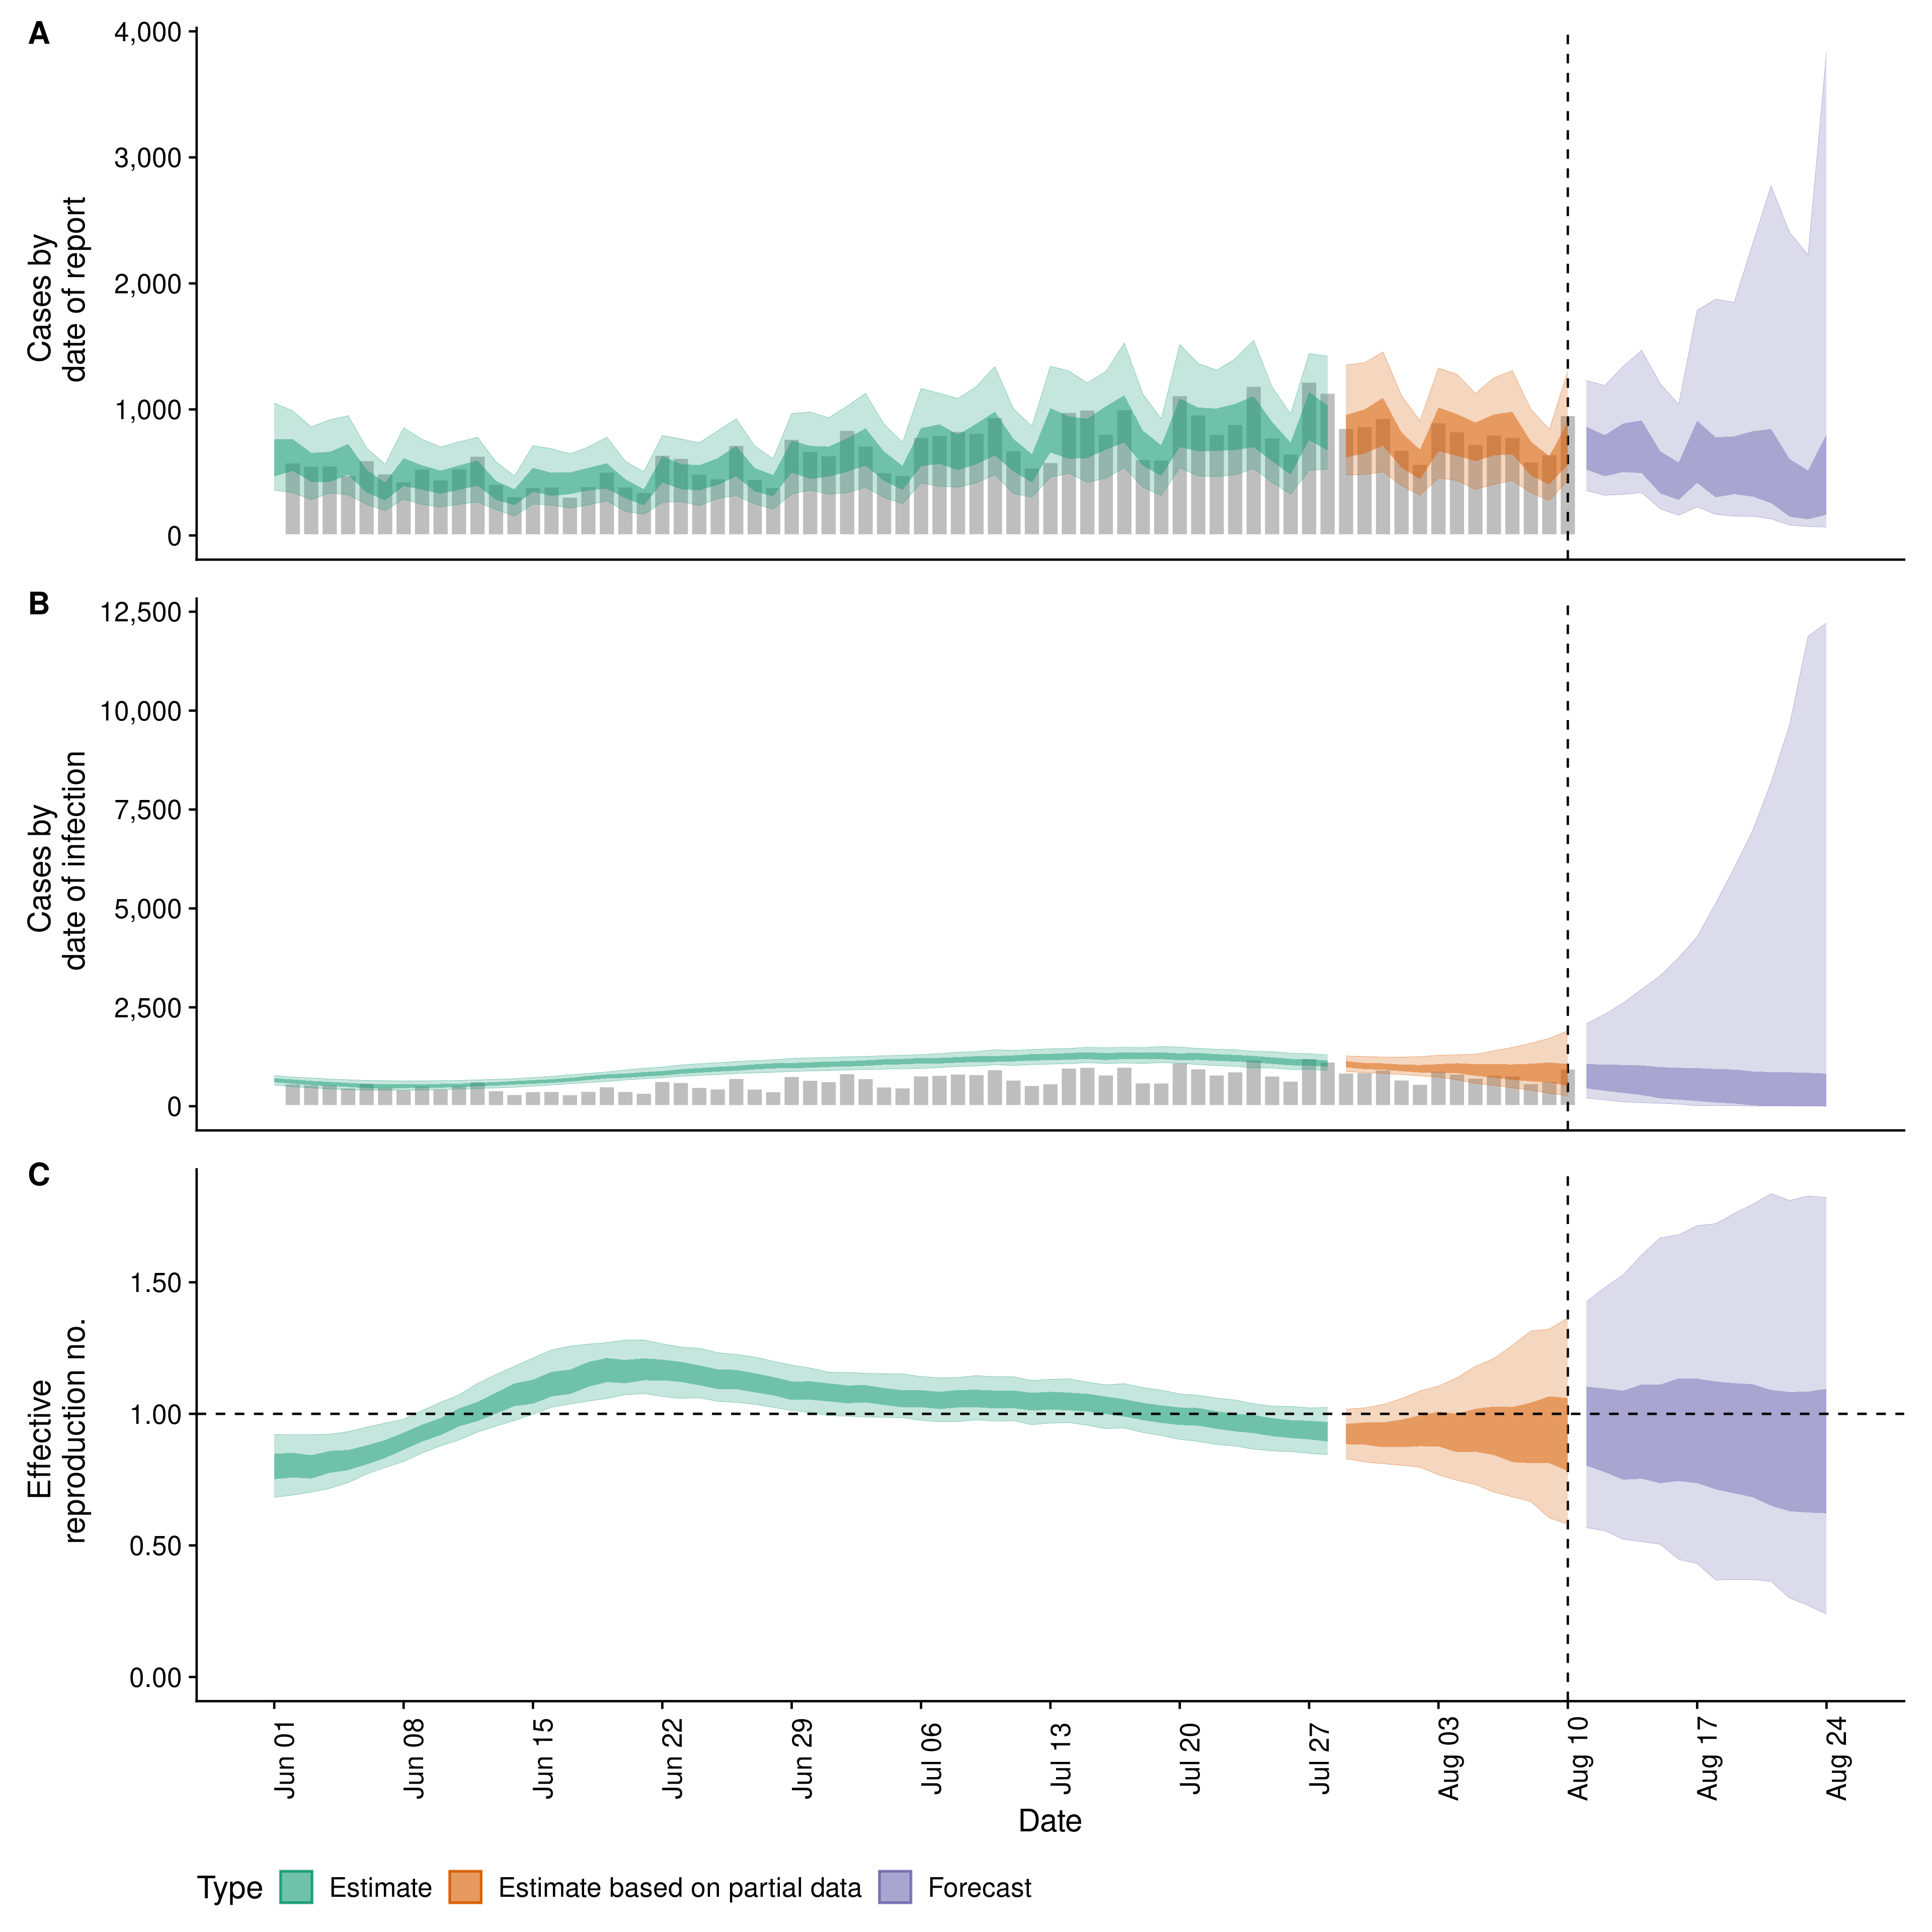 A
4,000
3,000
2,000
1,000
0
Cases by
date of report
B
12,500
10,000
7,500
5,000
2,500
0
Cases by
date of infection
C
1.50
1.00
0.50
0.00
Effective
reproduction no.
Jun 01
Jun 08
Jun 15
Jun 22
Jun 29
Jul 06
Jul 13
Jul 20
Jul 27
Aug 03
Aug 10
Aug 17
Aug 24
Date
Type Estimate Estimate based on partial data Forecast